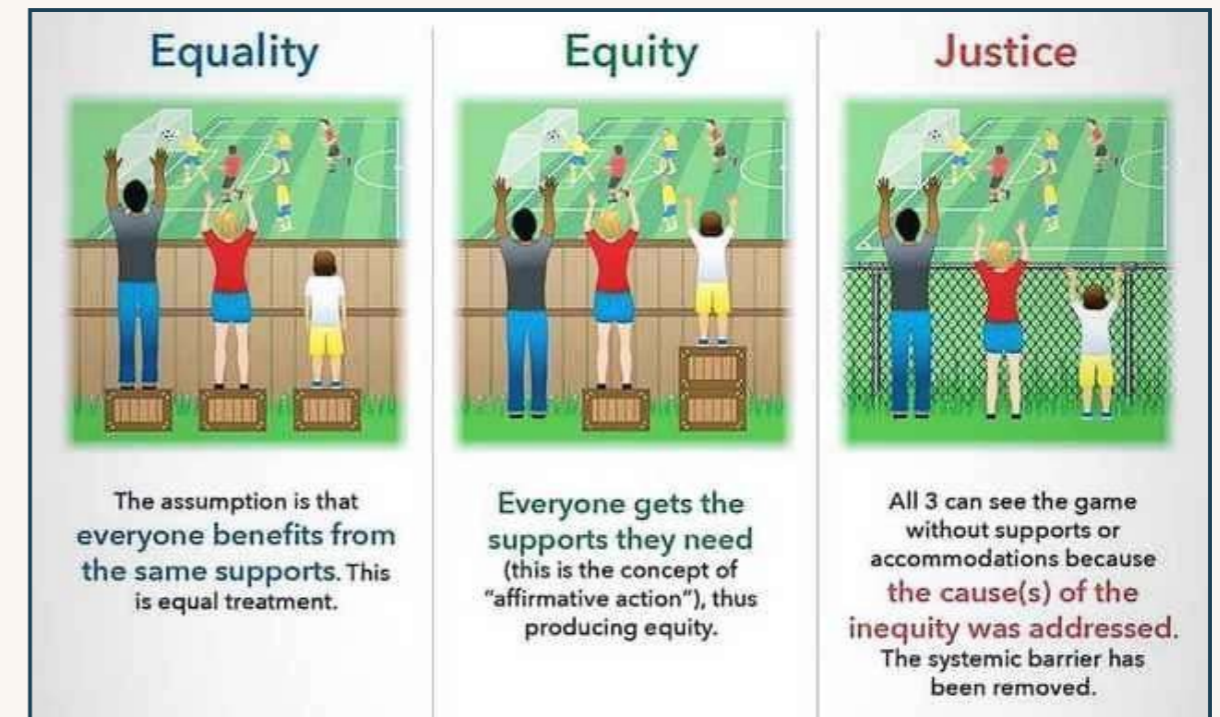 Equality
The assumption is that
everyone benefits from
the same supports. This
is equal treatment.
Equity
Everyone gets the
supports they need
(this is the concept of
"affirmative action"), thus
producing equity.
Justice
All 3 can see the game
without supports or
accommodations because
the cause(s) of the
inequity was addressed.
The systemic barrier has
been removed.